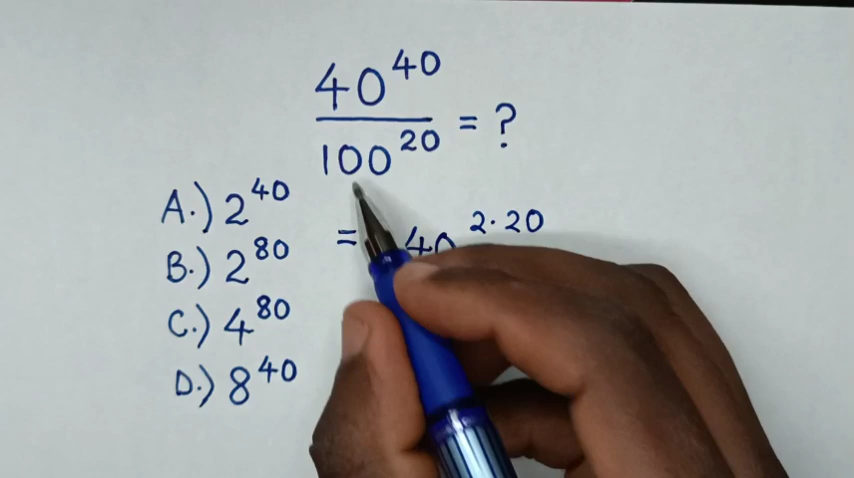 40^40
100^20 = ?
A.) 2^40
B.) 2^80
C.) 4^80
D.) 8^40
= 40^2·20